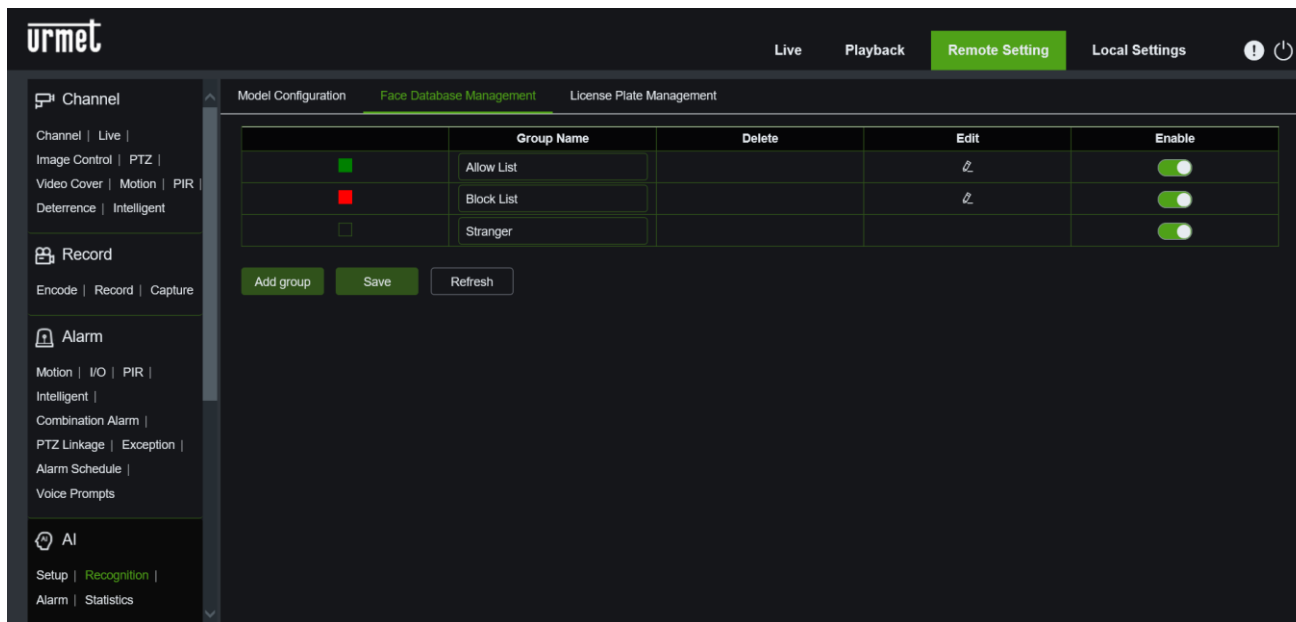 urmet
Live Playback Remote Setting Local Settings
Channel
Channel | Live |
Image Control | PTZ |
Video Cover | Motion | PIR |
Deterrence | Intelligent
Record
Encode | Record | Capture
Alarm
Motion | I/O | PIR |
Intelligent |
Combination Alarm |
PTZ Linkage | Exception |
Alarm Schedule |
Voice Prompts
AI
Setup | Recognition |
Alarm | Statistics
Model Configuration Face Database Management License Plate Management
Group Name Delete Edit Enable
Allow List
Block List
Stranger
Add group Save Refresh